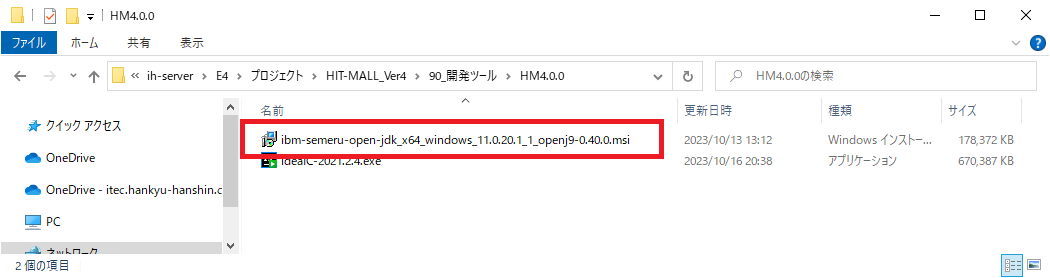 HM4.0.0
ファイル ホーム 共有 表示
ih-server E4 プロジェクト HIT-MALL_Ver4 90_開発ツール HM4.0.0 HM4.0.0の検索
名前 更新日時 種類 サイズ
クイック アクセス
ibm-semeru-open-jdk_x64_windows_11.0.20.1_1_openj9-0.40.0.msi 2023/10/13 13:12 Windows インストー... 178,372 KB
OneDrive
ideaIC-2021.2.4.exe 2023/10/16 20:38 アプリケーション 670,387 KB
OneDrive - itec.hankyu-hanshin.c
PC
ネットワーク
2 個の項目